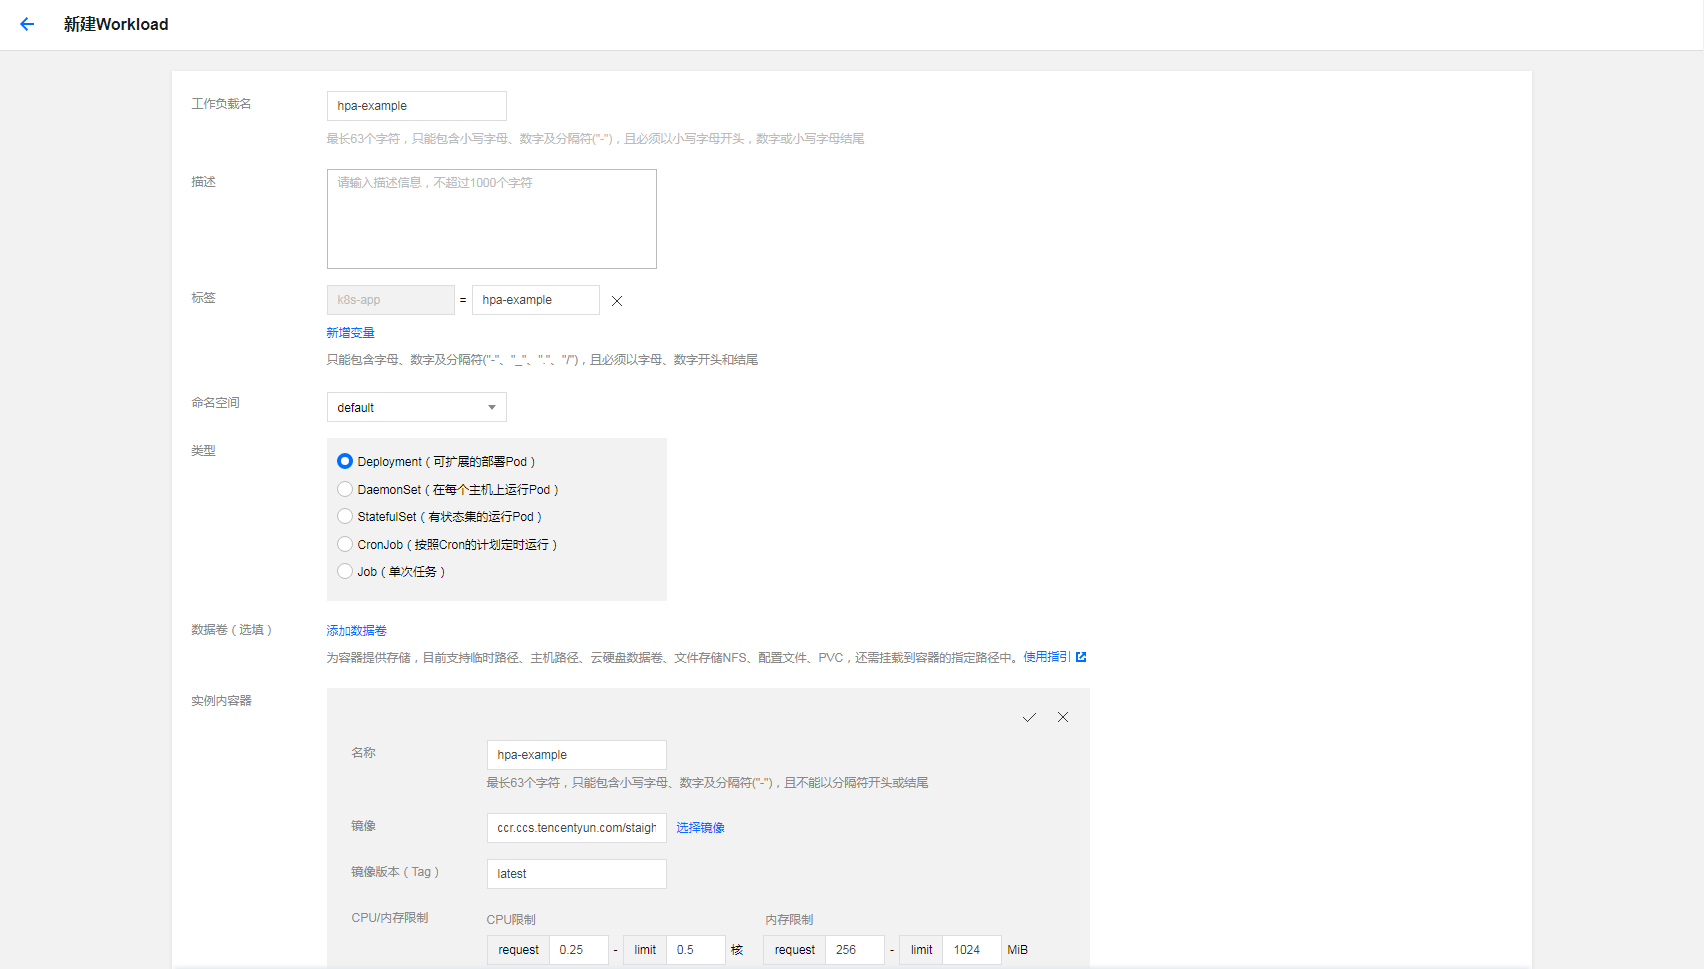 新建Workload
工作负载名
hpa-example
最长63个字符，只能包含小写字母、数字及分隔符("-")，且必须以小写字母开头，数字或小写字母结尾
描述
请输入描述信息，不超过1000个字符
标签
k8s-app = hpa-example
新增变量
只能包含字母、数字及分隔符("-"、"_"、"."、"/")，且必须以字母、数字开头和结尾
命名空间
default
类型
Deployment（可扩展的部署Pod）
DaemonSet（在每个主机上运行Pod）
StatefulSet（有状态集的运行Pod）
CronJob（按照Cron的计划定时运行）
Job（单次任务）
数据卷（选填）
添加数据卷
为容器提供存储，目前支持临时路径、主机路径、云硬盘数据卷、文件存储NFS、配置文件、PVC，还需挂载到容器的指定路径中。使用指引
实例内容器
名称
hpa-example
最长63个字符，只能包含小写字母、数字及分隔符("-")，且不能以分隔符开头或结尾
镜像
ccr.ccs.tencentyun.com/staigh 选择镜像
镜像版本（Tag）
latest
CPU/内存限制
CPU限制 内存限制
request 0.25 - limit 0.5 核 request 256 - limit 1024 MiB